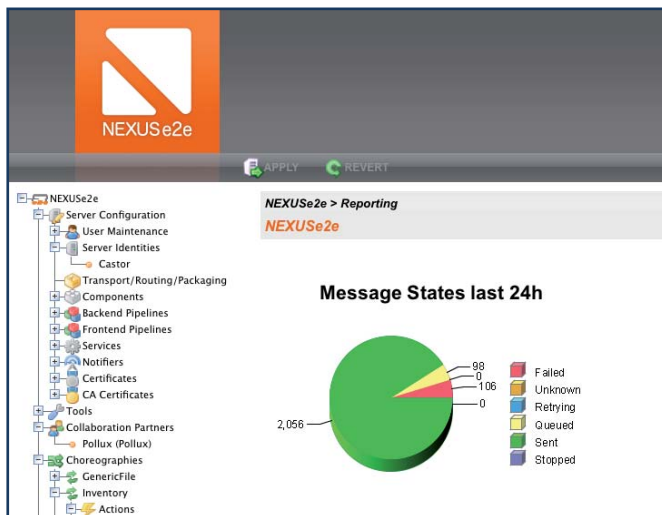 NEXUSe2e
APPLY
REVERT
NEXUSe2e
Server Configuration
User Maintenance
Server Identities
Castor
Transport/Routing/Packaging
Components
Backend Pipelines
Frontend Pipelines
Services
Notifiers
Certificates
CA Certificates
Tools
Collaboration Partners
Pollux (Pollux)
Choreographies
GenericFile
Inventory
Actions
NEXUSe2e > Reporting
NEXUSe2e
Message States last 24h
98
0
106
0
2,056
Failed
Unknown
Retrying
Queued
Sent
Stopped